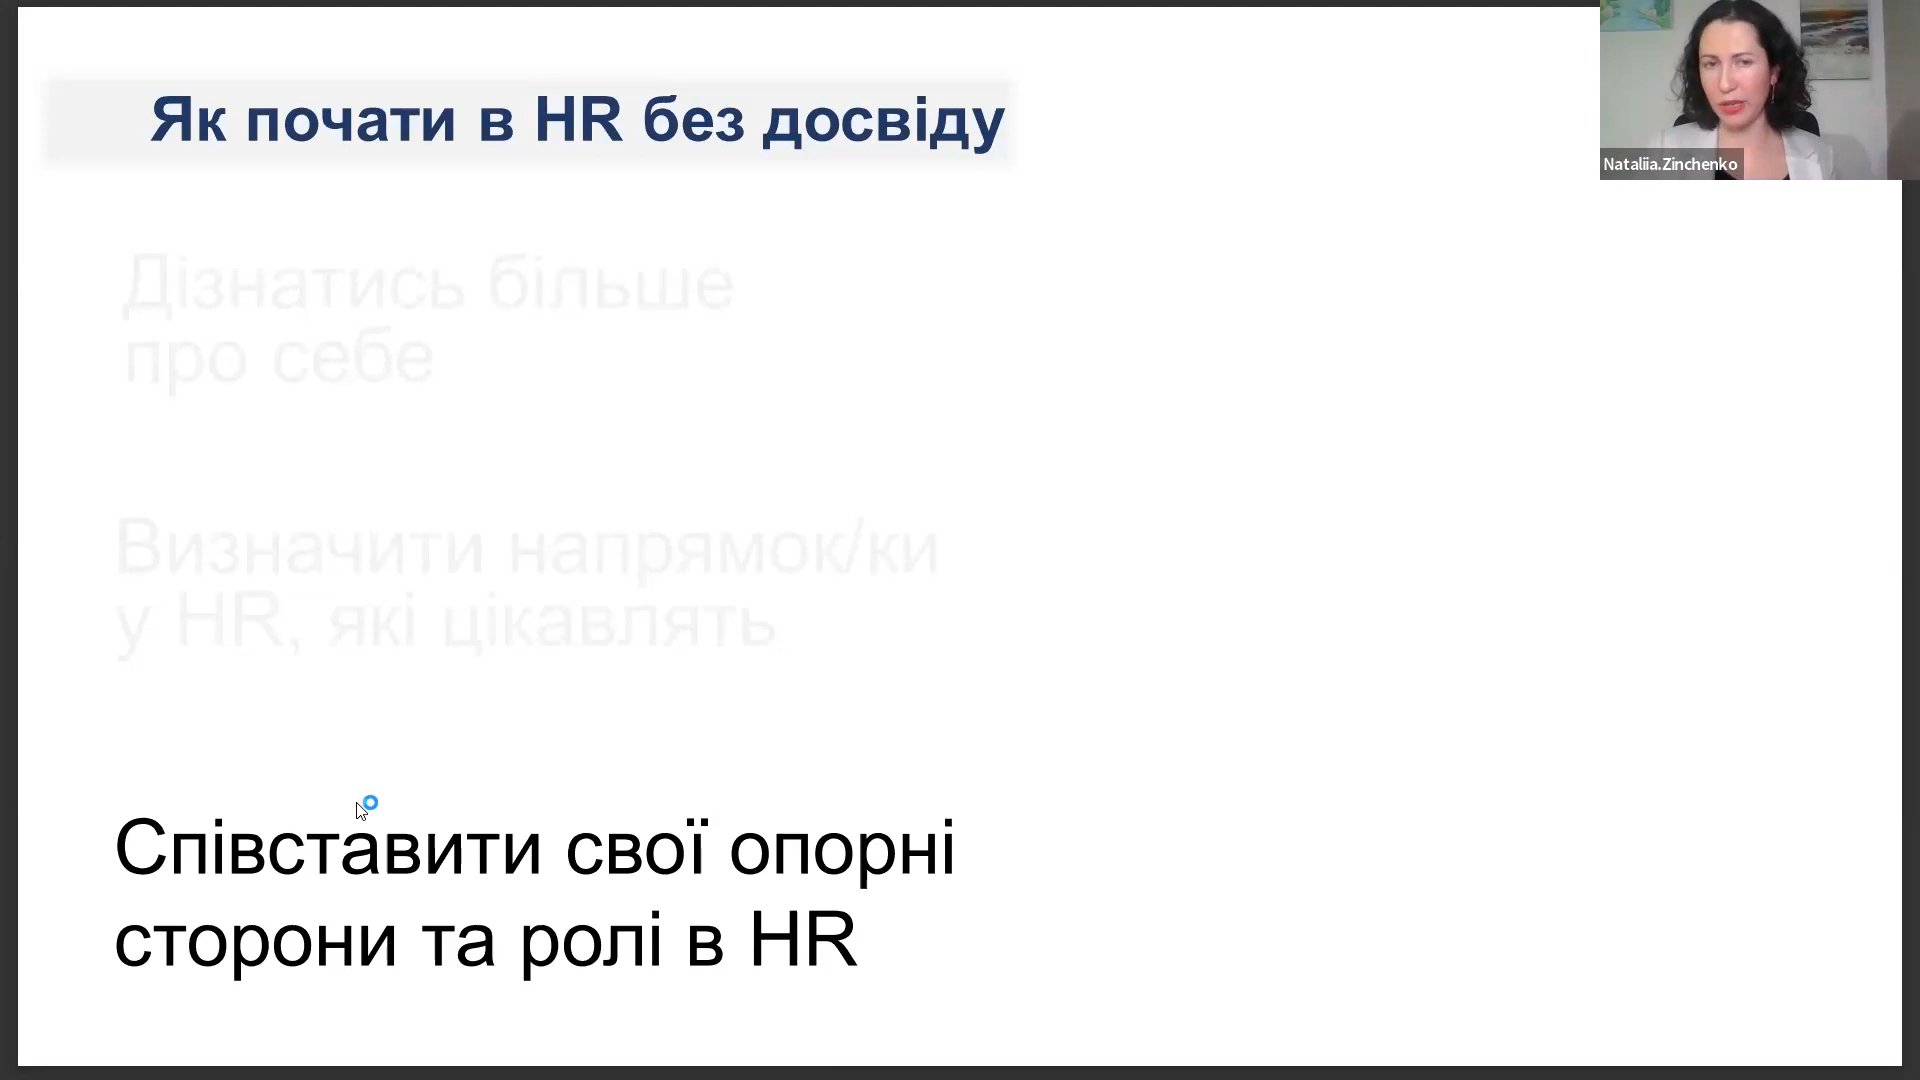 Як почати в HR без досвіду
Nataliia.Zinchenko
Дізнатись більше
про себе
Визначити напрямок/ки
у HR, які цікавлять
Співставити свої опорні
сторони та ролі в HR